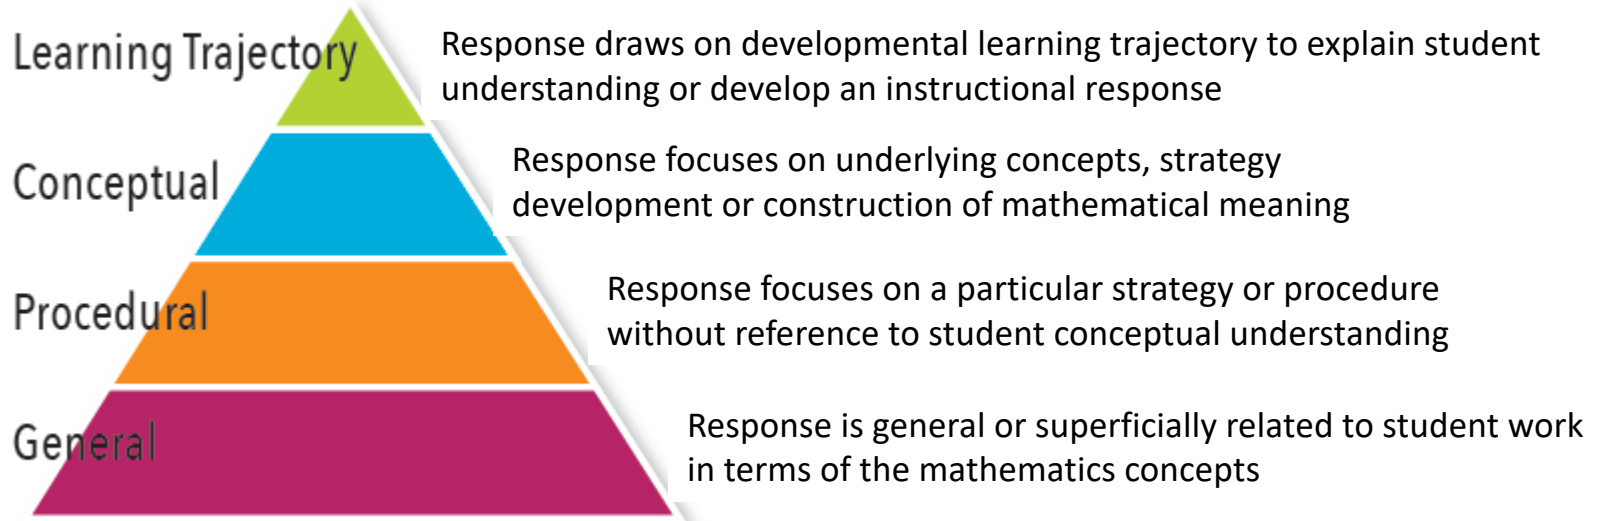 Learning Trajectory
Response draws on developmental learning trajectory to explain student
understanding or develop an instructional response
Conceptual
Response focuses on underlying concepts, strategy
development or construction of mathematical meaning
Procedural
Response focuses on a particular strategy or procedure
without reference to student conceptual understanding
General
Response is general or superficially related to student work
in terms of the mathematics concepts